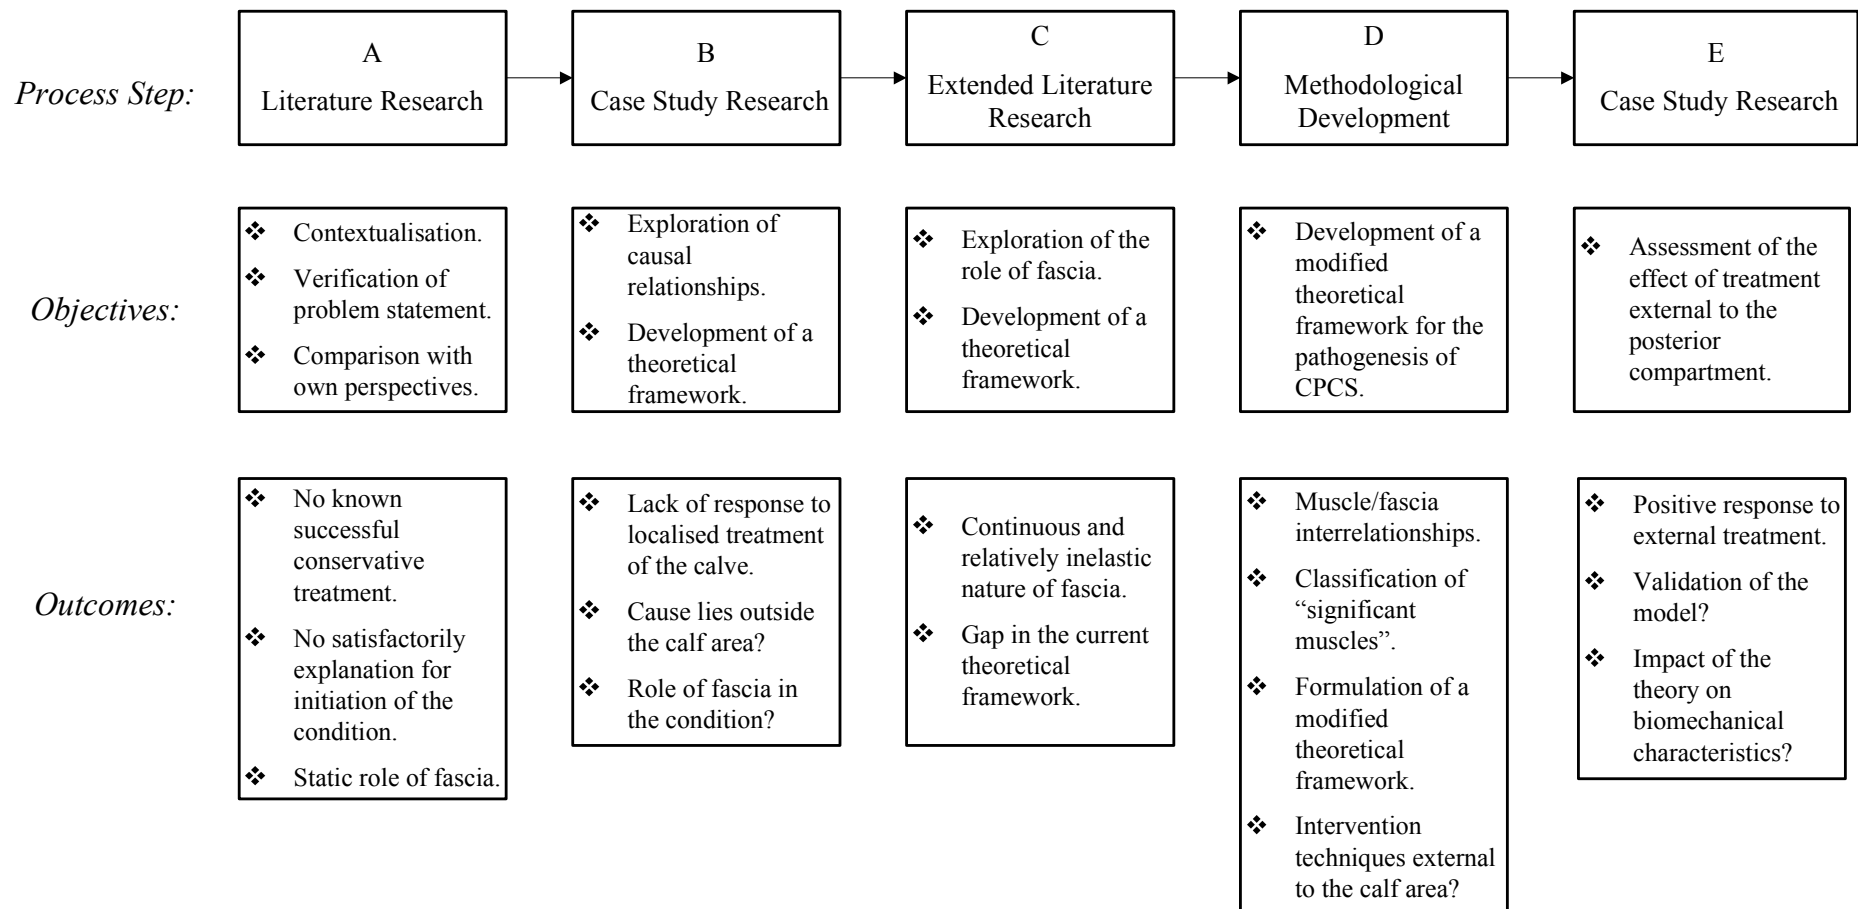 Process Step:
A
Literature Research
B
Case Study Research
C
Extended Literature
Research
D
Methodological
Development
E
Case Study Research
Objectives:
❖ Contextualisation.
❖ Verification of
problem statement.
❖ Comparison with
own perspectives.
❖ Exploration of
causal
relationships.
❖ Development of a
theoretical
framework.
❖ Exploration of the
role of fascia.
❖ Development of a
theoretical
framework.
❖ Development of a
modified
theoretical
framework for the
pathogenesis of
CPCS.
❖ Assessment of the
effect of treatment
external to the
posterior
compartment.
Outcomes:
❖ No known
successful
conservative
treatment.
❖ No satisfactorily
explanation for
initiation of the
condition.
❖ Static role of fascia.
❖ Lack of response to
localised treatment
of the calve.
❖ Cause lies outside
the calf area?
❖ Role of fascia in
the condition?
❖ Continuous and
relatively inelastic
nature of fascia.
❖ Gap in the current
theoretical
framework.
❖ Muscle/fascia
interrelationships.
❖ Classification of
“significant
muscles”.
❖ Formulation of a
modified
theoretical
framework.
❖ Intervention
techniques external
to the calf area?
❖ Positive response to
external treatment.
❖ Validation of the
model?
❖ Impact of the
theory on
biomechanical
characteristics?